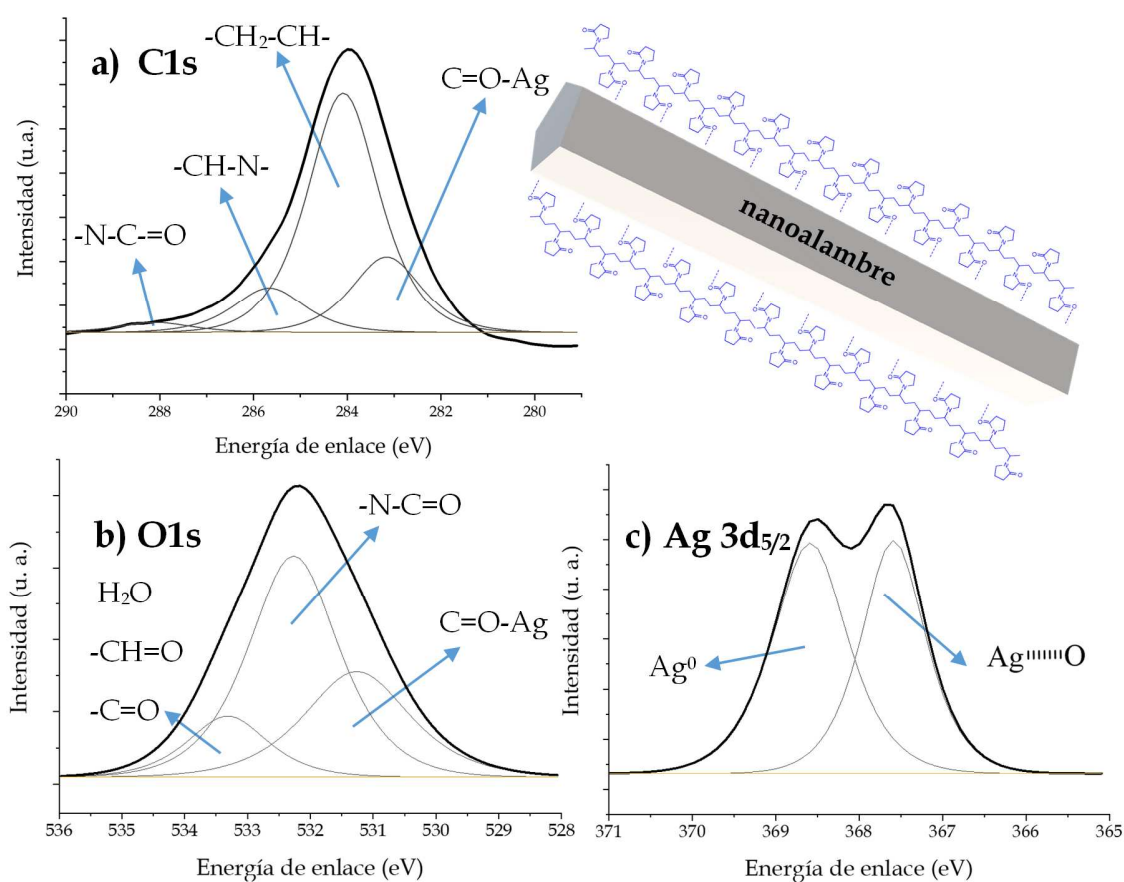 a) C1s
-CH₂-CH-
C=O-Ag
-CH-N-
-N-C-=O
Intensidad (u.a.)
290 288 286 284 282 280
Energía de enlace (eV)
nanoalambre
b) O1s
-N-C=O
H₂O
C=O-Ag
-CH=O
-C=O
Intensidad (u. a.)
536 535 534 533 532 531 530 529 528
Energía de enlace (eV)
c) Ag 3d₅/₂
Ag⁰
Ag O
Intensidad (u. a.)
371 370 369 368 367 366 365
Energía de enlace (eV)